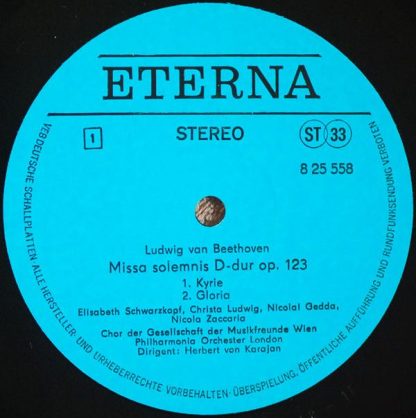 ETERNA
1
STEREO
ST 33
8 25 558
Ludwig van Beethoven
Missa solemnis D-dur op. 123
1. Kyrie
2. Gloria
Elisabeth Schwarzkopf, Christa Ludwig, Nicolai Gedda,
Nicola Zaccaria
Chor der Gesellschaft der Musikfreunde Wien
Philharmonia Orchester London
Dirigent: Herbert von Karajan
VEB DEUTSCHE SCHALLPLATTEN ALLE HERSTELLER- UND URHEBERRECHTE VORBEHALTEN · ÜBERSPIELUNG, ÖFFENTLICHE AUFFÜHRUNG UND RUNDFUNKSENDUNG VERBOTEN